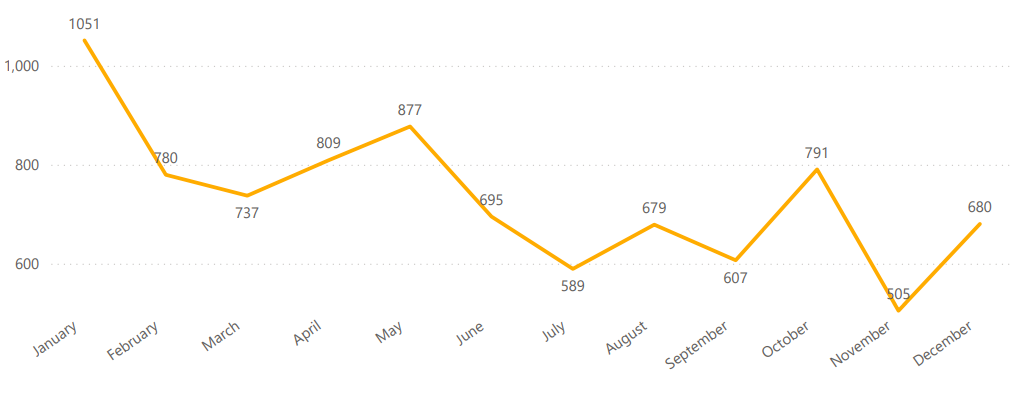 1051
1,000
877
809
791
780
800
737
695
679
680
607
600
589
505
January
February
March
April
May
June
July
August
September
October
November
December